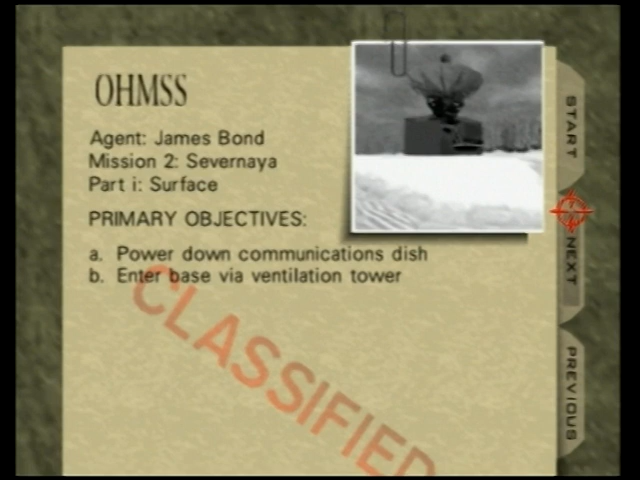 OHMSS
Agent: James Bond
Mission 2: Severnaya
Part i: Surface
PRIMARY OBJECTIVES:
a. Power down communications dish
b. Enter base via ventilation tower
CLASSIFIED
START
NEXT
PREVIOUS